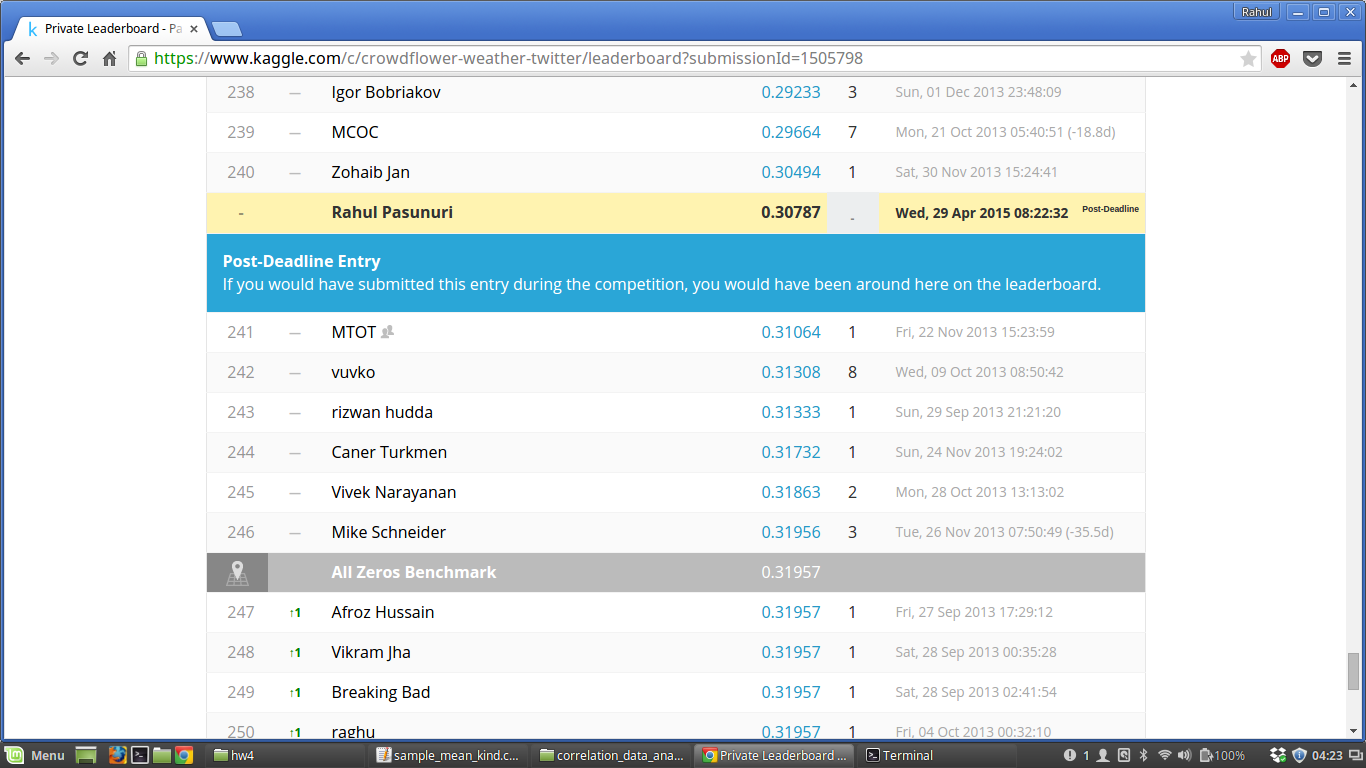 Rahul
Private Leaderboard - Pa
https://www.kaggle.com/c/crowdflower-weather-twitter/leaderboard?submissionId=1505798
ABP
238 — Igor Bobriakov 0.29233 3 Sun, 01 Dec 2013 23:48:09
239 — MCOC 0.29664 7 Mon, 21 Oct 2013 05:40:51 (-18.8d)
240 — Zohaib Jan 0.30494 1 Sat, 30 Nov 2013 15:24:41
- Rahul Pasunuri 0.30787 - Wed, 29 Apr 2015 08:22:32 Post-Deadline
Post-Deadline Entry
If you would have submitted this entry during the competition, you would have been around here on the leaderboard.
241 — MTOT 0.31064 1 Fri, 22 Nov 2013 15:23:59
242 — vuvko 0.31308 8 Wed, 09 Oct 2013 08:50:42
243 — rizwan hudda 0.31333 1 Sun, 29 Sep 2013 21:21:20
244 — Caner Turkmen 0.31732 1 Sun, 24 Nov 2013 19:24:02
245 — Vivek Narayanan 0.31863 2 Mon, 28 Oct 2013 13:13:02
246 — Mike Schneider 0.31956 3 Tue, 26 Nov 2013 07:50:49 (-35.5d)
All Zeros Benchmark 0.31957
247 ↑1 Afroz Hussain 0.31957 1 Fri, 27 Sep 2013 17:29:12
248 ↑1 Vikram Jha 0.31957 1 Sat, 28 Sep 2013 00:35:28
249 ↑1 Breaking Bad 0.31957 1 Sat, 28 Sep 2013 02:41:54
250 ↑1 raghu 0.31957 1 Fri, 04 Oct 2013 00:32:10
Menu hw4 sample_mean_kind.c... correlation_data_ana... Private Leaderboard ... Terminal 1 100% 04:23